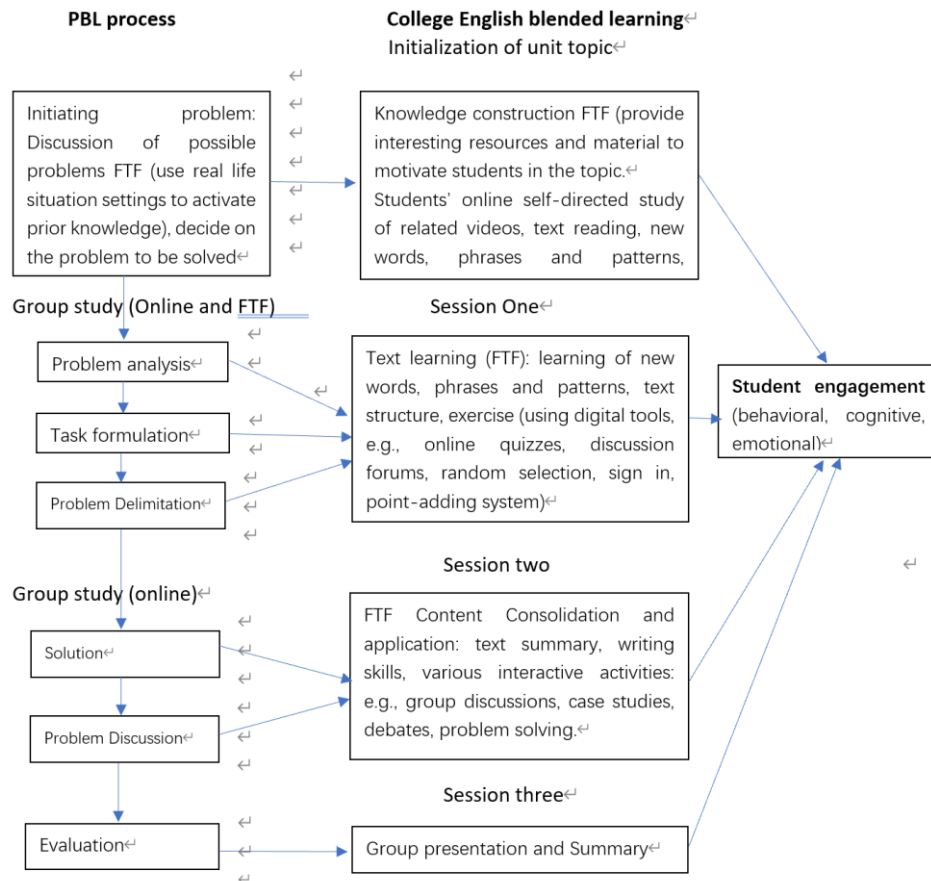 PBL process
College English blended learning
Initialization of unit topic
Initiating problem:
Discussion of possible
problems FTF (use real life
situation settings to activate
prior knowledge), decide on
the problem to be solved
Knowledge construction FTF (provide
interesting resources and material to
motivate students in the topic.
Students' online self-directed study
of related videos, text reading, new
words, phrases and patterns,
Group study (Online and FTF)
Session One
Problem analysis
Task formulation
Problem Delimitation
Text learning (FTF): learning of new
words, phrases and patterns, text
structure, exercise (using digital tools,
e.g., online quizzes, discussion
forums, random selection, sign in,
point-adding system)
Student engagement
(behavioral, cognitive,
emotional)
Session two
Group study (online)
Solution
Problem Discussion
FTF Content Consolidation and
application: text summary, writing
skills, various interactive activities:
e.g., group discussions, case studies,
debates, problem solving.
Session three
Evaluation
Group presentation and Summary